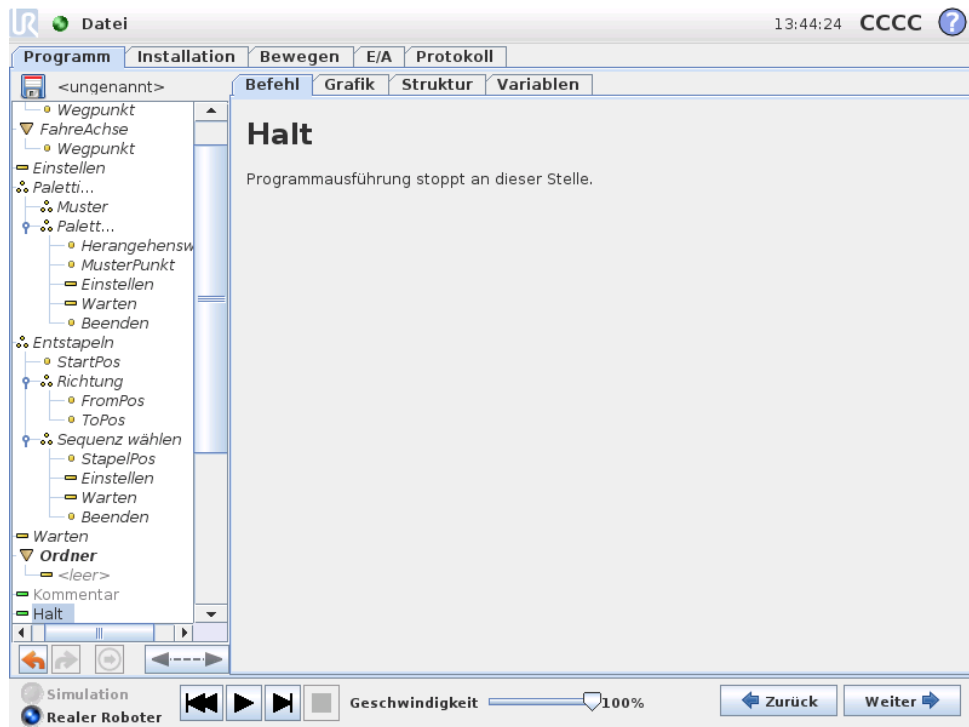 UR Datei 13:44:24 CCCC ?
Programm Installation Bewegen E/A Protokoll
<ungenannt>
Befehl Grafik Struktur Variablen
Wegpunkt
FahreAchse
Wegpunkt
Einstellen
Paletti...
Muster
Palett...
Herangehensw
MusterPunkt
Einstellen
Warten
Beenden
Entstapeln
StartPos
Richtung
FromPos
ToPos
Sequenz wählen
StapelPos
Einstellen
Warten
Beenden
Warten
Ordner
<leer>
Kommentar
Halt
Halt
Programmausführung stoppt an dieser Stelle.
Simulation
Realer Roboter
Geschwindigkeit 100%
Zurück Weiter